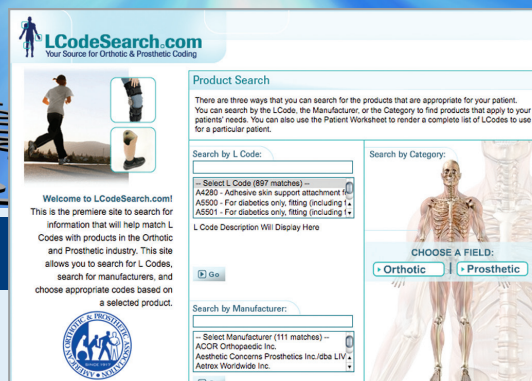 LCodeSearch.com
Your Source for Orthotic & Prosthetic Coding
Product Search
There are three ways that you can search for the products that are appropriate for your patient.
You can search by the LCode, the Manufacturer, or the Category to find products that apply to your
patients' needs. You can also use the Patient Worksheet to render a complete list of LCodes to use
for a particular patient.
Welcome to LCodeSearch.com!
This is the premiere site to search for
information that will help match L
Codes with products in the Orthotic
and Prosthetic industry. This site
allows you to search for L Codes,
search for manufacturers, and
choose appropriate codes based on
a selected product.
AMERICAN ORTHOTIC & PROSTHETIC ASSOCIATION
SINCE 1917
Search by L Code:
-- Select L Code (897 matches) --
A4280 - Adhesive skin support attachment f
A5500 - For diabetics only, fitting (including
A5501 - For diabetics only, fitting (including
L Code Description Will Display Here
Go
Search by Manufacturer:
-- Select Manufacturer (111 matches) --
ACOR Orthopaedic Inc.
Aesthetic Concerns Prosthetics Inc./dba LIV
Aetrex Worldwide Inc.
Search by Category:
CHOOSE A FIELD:
Orthotic
Prosthetic